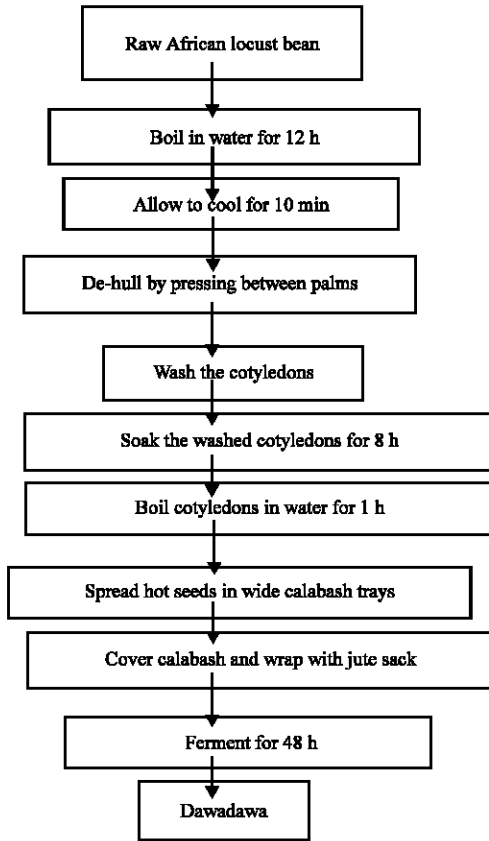 Raw African locust bean
Boil in water for 12 h
Allow to cool for 10 min
De-hull by pressing between palms
Wash the cotyledons
Soak the washed cotyledons for 8 h
Boil cotyledons in water for 1 h
Spread hot seeds in wide calabash trays
Cover calabash and wrap with jute sack
Ferment for 48 h
Dawadawa